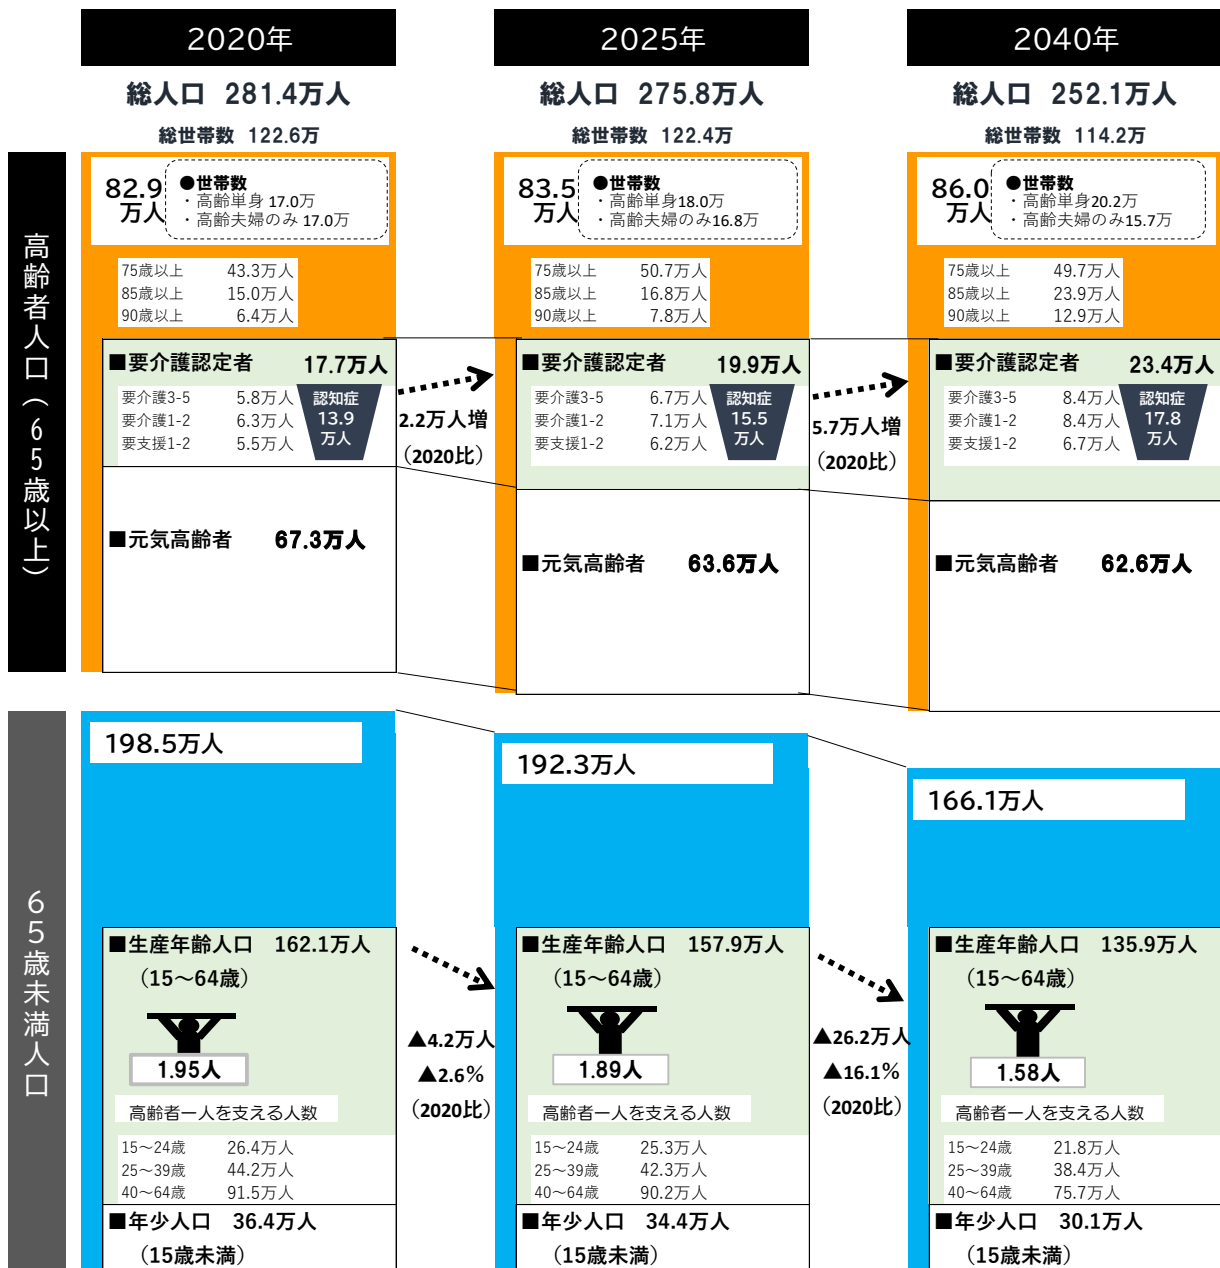 2020年
2025年
2040年
総人口 281.4万人
総世帯数 122.6万
総人口 275.8万人
総世帯数 122.4万
総人口 252.1万人
総世帯数 114.2万
高齢者人口（65歳以上）
82.9
万人
●世帯数
・高齢単身 17.0万
・高齢夫婦のみ 17.0万
75歳以上 43.3万人
85歳以上 15.0万人
90歳以上 6.4万人
■要介護認定者 17.7万人
要介護3-5 5.8万人
要介護1-2 6.3万人
要支援1-2 5.5万人
認知症
13.9
万人
■元気高齢者 67.3万人
2.2万人増
（2020比）
83.5
万人
●世帯数
・高齢単身18.0万
・高齢夫婦のみ16.8万
75歳以上 50.7万人
85歳以上 16.8万人
90歳以上 7.8万人
■要介護認定者 19.9万人
要介護3-5 6.7万人
要介護1-2 7.1万人
要支援1-2 6.2万人
認知症
15.5
万人
■元気高齢者 63.6万人
5.7万人増
（2020比）
86.0
万人
●世帯数
・高齢単身20.2万
・高齢夫婦のみ15.7万
75歳以上 49.7万人
85歳以上 23.9万人
90歳以上 12.9万人
■要介護認定者 23.4万人
要介護3-5 8.4万人
要介護1-2 8.4万人
要支援1-2 6.7万人
認知症
17.8
万人
■元気高齢者 62.6万人
65歳未満人口
198.5万人
■生産年齢人口 162.1万人
（15～64歳）
1.95人
高齢者一人を支える人数
15～24歳 26.4万人
25～39歳 44.2万人
40～64歳 91.5万人
■年少人口 36.4万人
（15歳未満）
▲4.2万人
▲2.6%
（2020比）
192.3万人
■生産年齢人口 157.9万人
（15～64歳）
1.89人
高齢者一人を支える人数
15～24歳 25.3万人
25～39歳 42.3万人
40～64歳 90.2万人
■年少人口 34.4万人
（15歳未満）
▲26.2万人
▲16.1%
（2020比）
166.1万人
■生産年齢人口 135.9万人
（15～64歳）
1.58人
高齢者一人を支える人数
15～24歳 21.8万人
25～39歳 38.4万人
40～64歳 75.7万人
■年少人口 30.1万人
（15歳未満）